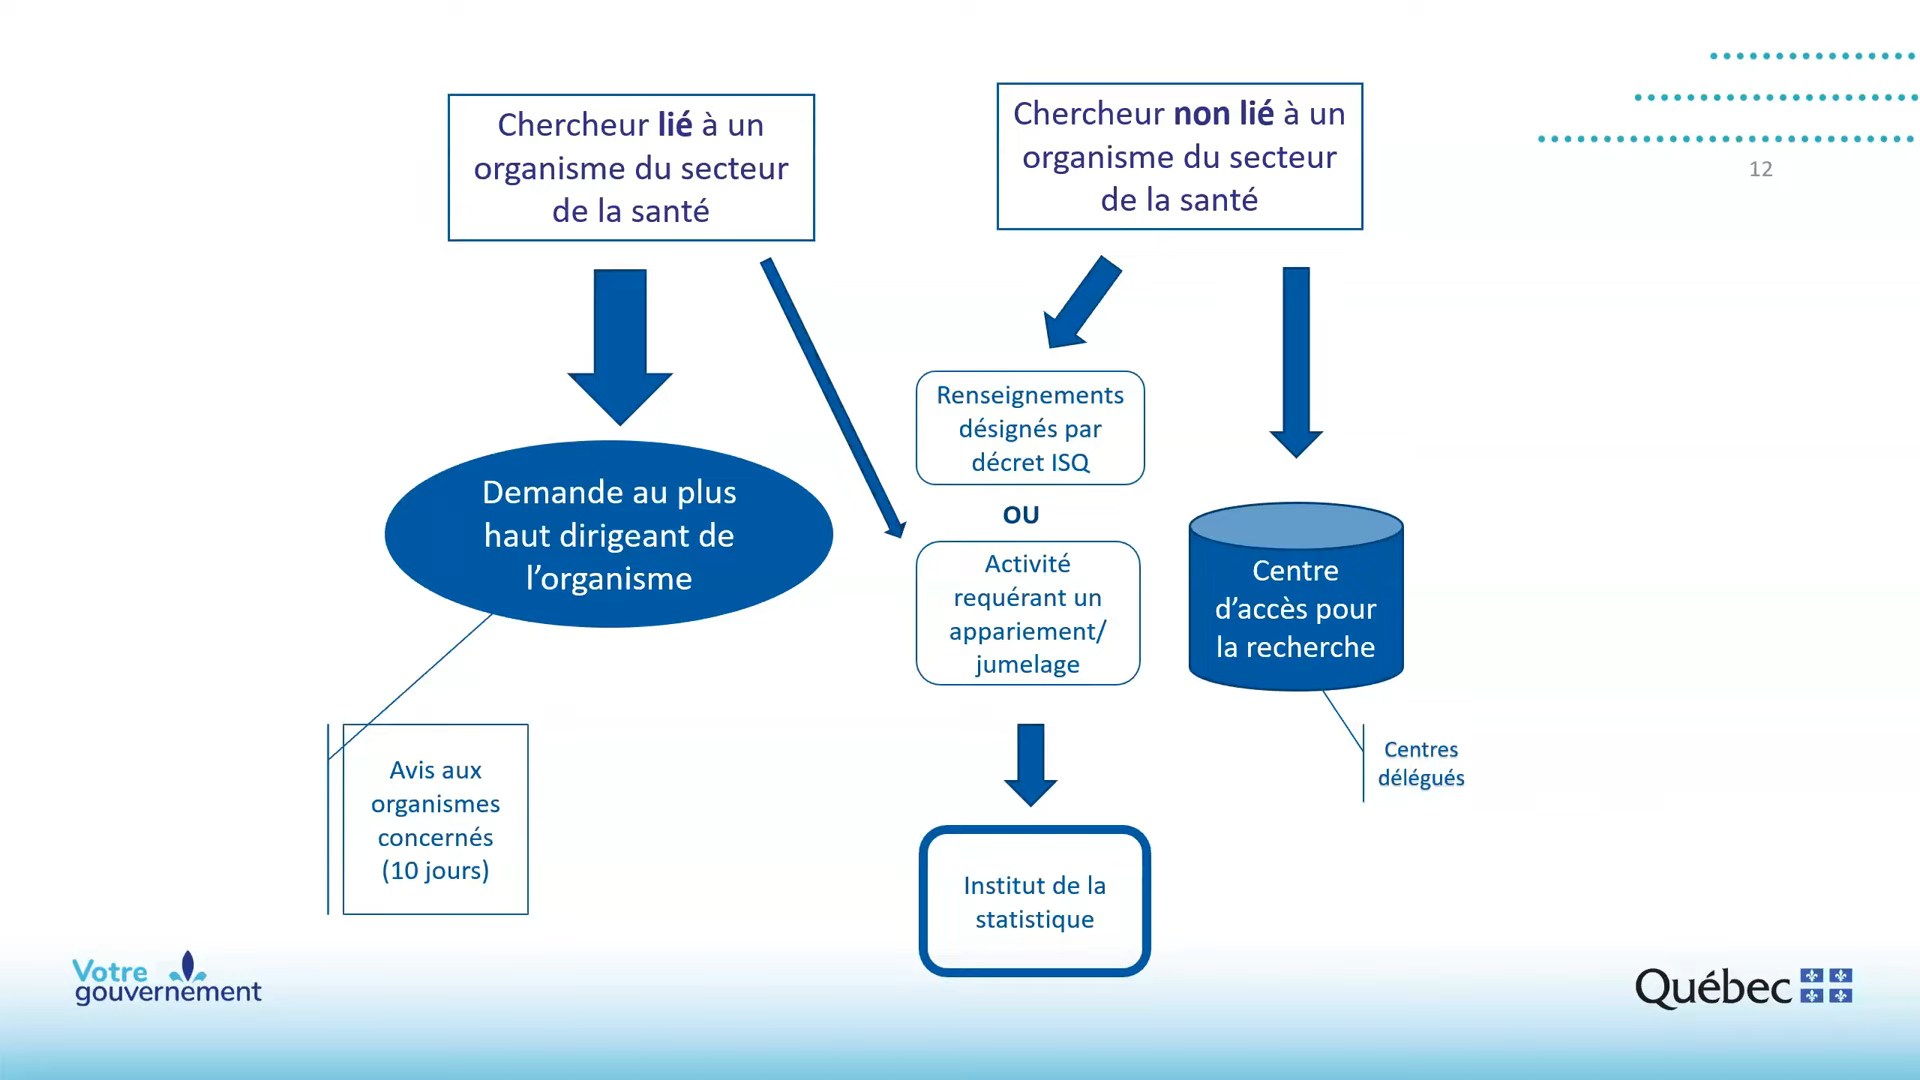 Chercheur lié à un
organisme du secteur
de la santé
Chercheur non lié à un
organisme du secteur
de la santé
12
Renseignements
désignés par
décret ISQ
OU
Demande au plus
haut dirigeant de
l’organisme
Activité
requérant un
appariement/
jumelage
Centre
d’accès pour
la recherche
Avis aux
organismes
concernés
(10 jours)
Centres
délégués
Institut de la
statistique
Votre
gouvernement
Québec